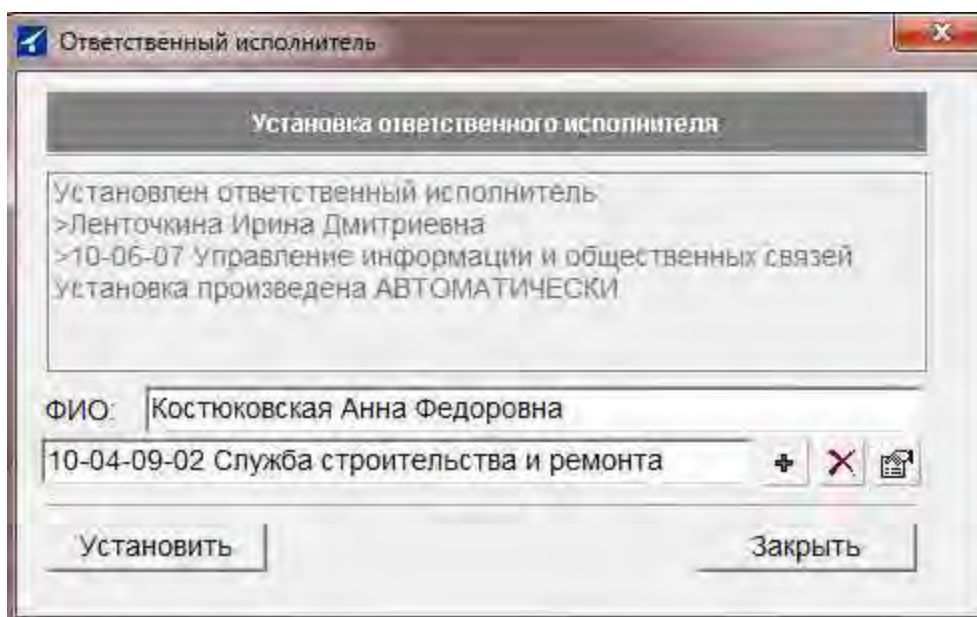 Ответственный исполнитель
Установка ответственного исполнителя
Установлен ответственный исполнитель:
>Ленточкина Ирина Дмитриевна
>10-06-07 Управление информации и общественных связей
Установка произведена АВТОМАТИЧЕСКИ
ФИО: Костюковская Анна Федоровна
10-04-09-02 Служба строительства и ремонта
Установить Закрыть